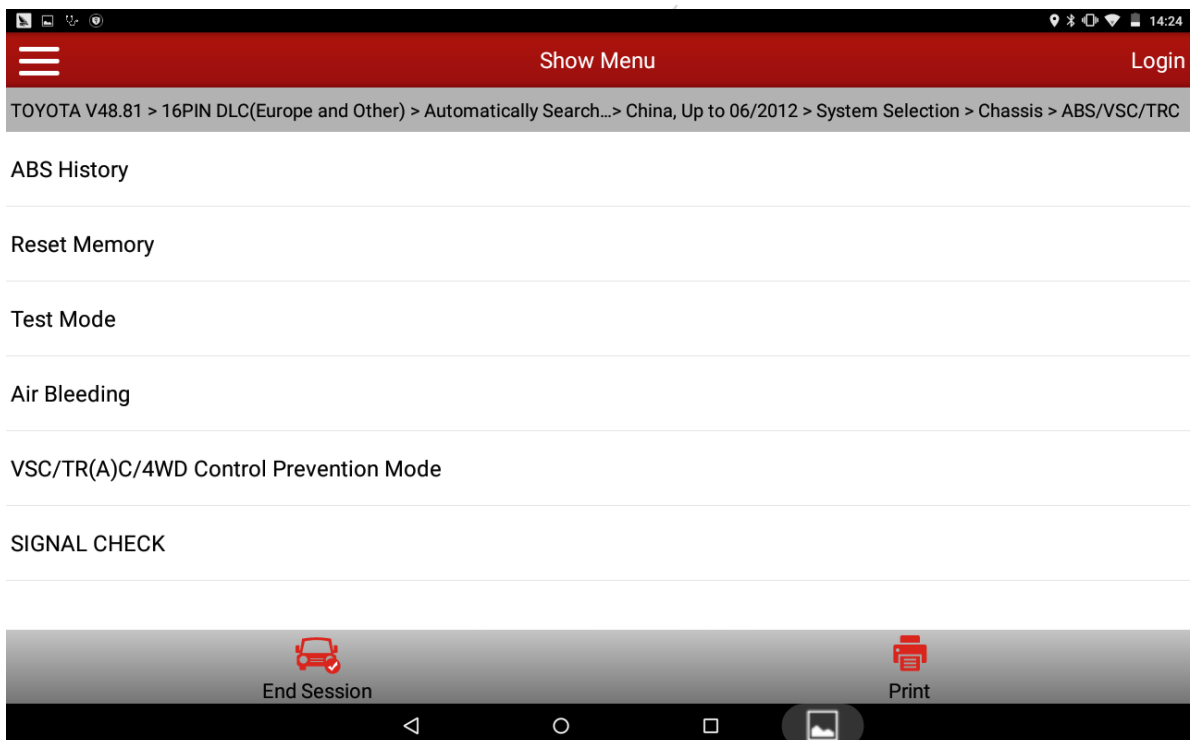 14:24
Show Menu
Login
TOYOTA V48.81 > 16PIN DLC(Europe and Other) > Automatically Search...> China, Up to 06/2012 > System Selection > Chassis > ABS/VSC/TRC
ABS History
Reset Memory
Test Mode
Air Bleeding
VSC/TR(A)C/4WD Control Prevention Mode
SIGNAL CHECK
End Session
Print